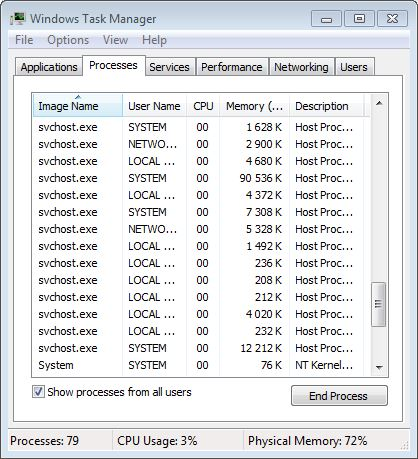 Windows Task Manager
File Options View Help
Applications Processes Services Performance Networking Users
Image Name User Name CPU Memory (... Description
svchost.exe SYSTEM 00 1 628 K Host Proc...
svchost.exe NETWO... 00 2 900 K Host Proc...
svchost.exe LOCAL ... 00 4 680 K Host Proc...
svchost.exe SYSTEM 00 90 536 K Host Proc...
svchost.exe LOCAL ... 00 4 372 K Host Proc...
svchost.exe SYSTEM 00 7 308 K Host Proc...
svchost.exe NETWO... 00 5 328 K Host Proc...
svchost.exe LOCAL ... 00 1 492 K Host Proc...
svchost.exe LOCAL ... 00 236 K Host Proc...
svchost.exe LOCAL ... 00 208 K Host Proc...
svchost.exe LOCAL ... 00 212 K Host Proc...
svchost.exe LOCAL ... 00 4 020 K Host Proc...
svchost.exe LOCAL ... 00 232 K Host Proc...
svchost.exe SYSTEM 00 12 212 K Host Proc...
System SYSTEM 00 76 K NT Kernel...
Show processes from all users
End Process
Processes: 79 CPU Usage: 3% Physical Memory: 72%